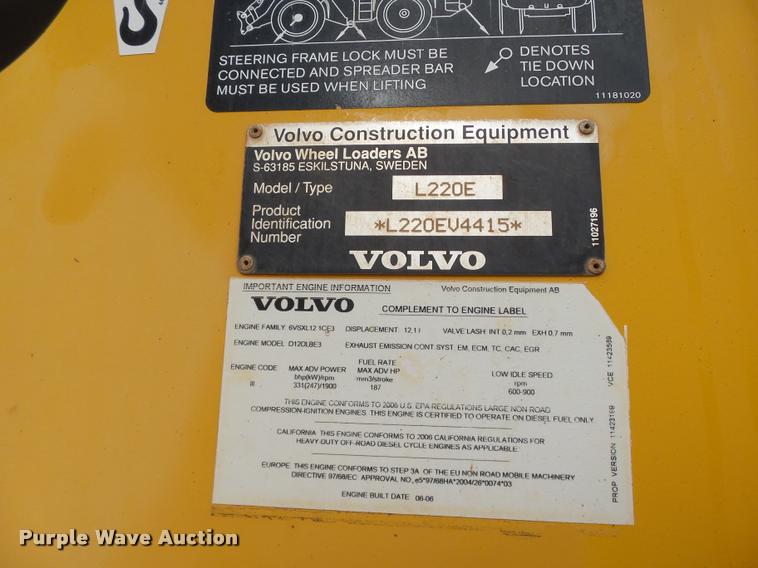 STEERING FRAME LOCK MUST BE
CONNECTED AND SPREADER BAR
MUST BE USED WHEN LIFTING
DENOTES
TIE DOWN
LOCATION
11181020
Volvo Construction Equipment
Volvo Wheel Loaders AB
S-63185 ESKILSTUNA, SWEDEN
Model / Type L220E
Product
Identification
Number
*L220EV4415*
VOLVO
11027196
IMPORTANT ENGINE INFORMATION Volvo Construction Equipment AB
VOLVO COMPLEMENT TO ENGINE LABEL
ENGINE FAMILY 6VSXL12.1CE3 DISPLACEMENT 12,1 l VALVE LASH: INT 0,2 mm EXH 0,7 mm
ENGINE MODEL D12DLBE3 EXHAUST EMISSION CONT. SYST. EM, ECM, TC, CAC, EGR
ENGINE CODE MAX ADV POWER FUEL RATE MAX ADV HP LOW IDLE SPEED
bhp(kW)/rpm mm3/stroke rpm
III 331(247)/1900 187 600-900
THIS ENGINE CONFORMS TO 2006 U.S. EPA REGULATIONS LARGE NON ROAD
COMPRESSION-IGNITION ENGINES. THIS ENGINE IS CERTIFIED TO OPERATE ON DIESEL FUEL ONLY.
CALIFORNIA: THIS ENGINE CONFORMS TO 2006 CALIFORNIA REGULATIONS FOR
HEAVY-DUTY OFF-ROAD DIESEL CYCLE ENGINES AS APPLICABLE.
EUROPE: THIS ENGINE CONFORMS TO STEP 3A OF THE EU NON ROAD MOBILE MACHINERY
DIRECTIVE 97/68/EC APPROVAL NO, e5*97/68HA*2004/26*0074*03
ENGINE BUILT DATE 06-06
PROP VERSION 11423159
VCE 11423569
Purple Wave Auction